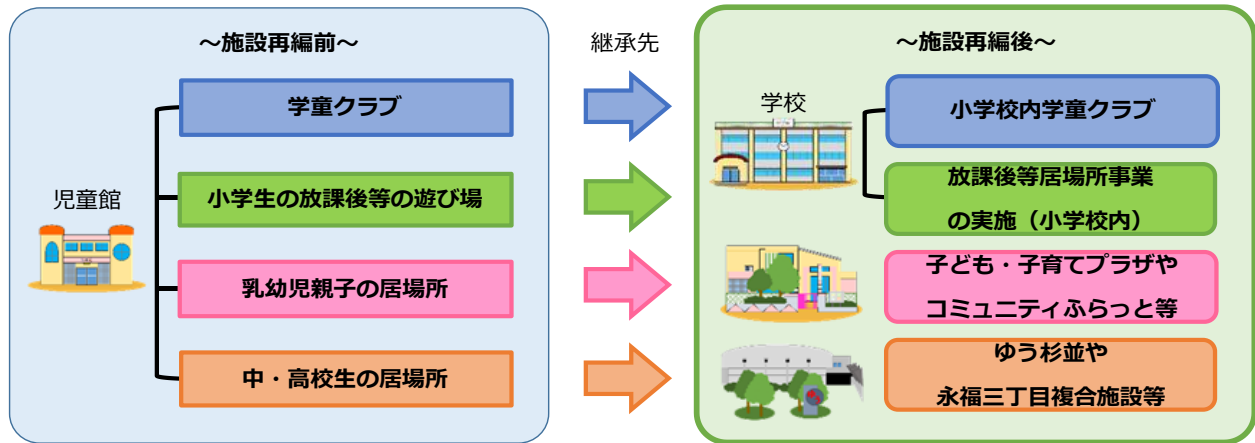 ～施設再編前～
継承先
～施設再編後～
児童館
学童クラブ
小学生の放課後等の遊び場
乳幼児親子の居場所
中・高校生の居場所
学校
小学校内学童クラブ
放課後等居場所事業
の実施（小学校内）
子ども・子育てプラザや
コミュニティふらっと等
ゆう杉並や
永福三丁目複合施設等